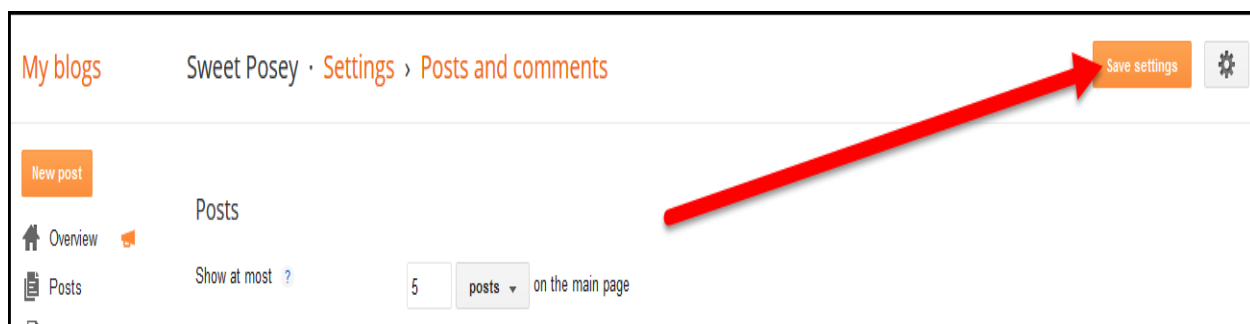 My blogs
Sweet Posey · Settings › Posts and comments
Save settings
New post
Overview
Posts
Posts
Show at most ? 5 posts on the main page